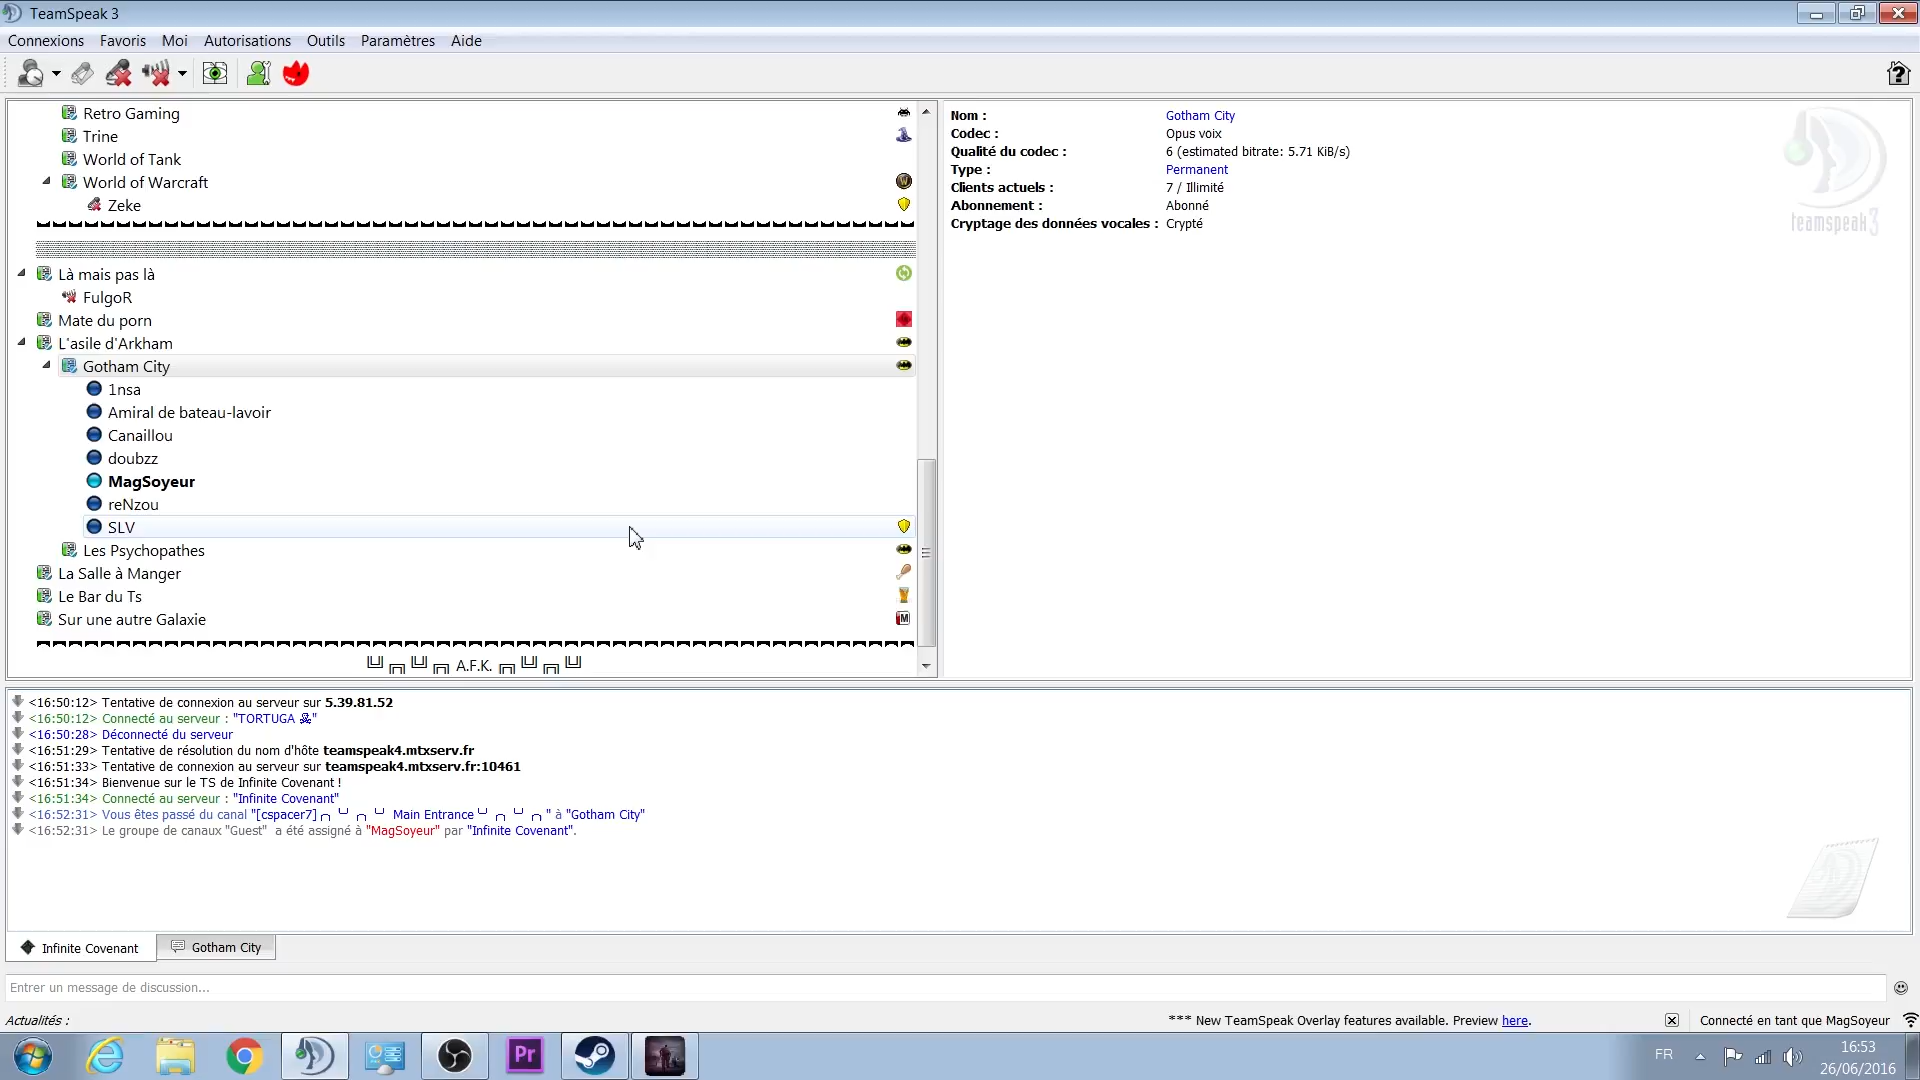 TeamSpeak 3
Connexions Favoris Moi Autorisations Outils Paramètres Aide
Retro Gaming
Trine
World of Tank
World of Warcraft
Zeke
Là mais pas là
FulgoR
Mate du porn
L'asile d'Arkham
Gotham City
1nsa
Amiral de bateau-lavoir
Canaillou
doubzz
MagSoyeur
reNzou
SLV
Les Psychopathes
La Salle à Manger
Le Bar du Ts
Sur une autre Galaxie
╚╝╔╗╚╝╔╗ A.F.K. ╔╗╚╝╔╗╚╝
Nom : Gotham City
Codec : Opus voix
Qualité du codec : 6 (estimated bitrate: 5.71 KiB/s)
Type : Permanent
Clients actuels : 7 / Illimité
Abonnement : Abonné
Cryptage des données vocales : Crypté
teamspeak3
<16:50:12> Tentative de connexion au serveur sur 5.39.81.52
<16:50:12> Connecté au serveur : "TORTUGA"
<16:50:28> Déconnecté du serveur
<16:51:29> Tentative de résolution du nom d'hôte teamspeak4.mtxserv.fr
<16:51:33> Tentative de connexion au serveur sur teamspeak4.mtxserv.fr:10461
<16:51:34> Bienvenue sur le TS de Infinite Covenant !
<16:51:34> Connecté au serveur : "Infinite Covenant"
<16:52:31> Vous êtes passé du canal "[cspacer7]╭╮╰╯╭╮╰╯ Main Entrance╰╯╭╮╰╯╭╮" à "Gotham City"
<16:52:31> Le groupe de canaux "Guest" a été assigné à "MagSoyeur" par "Infinite Covenant".
Infinite Covenant Gotham City
Entrer un message de discussion...
Actualités : *** New TeamSpeak Overlay features available. Preview here. Connecté en tant que MagSoyeur
Pr
FR 16:53
26/06/2016